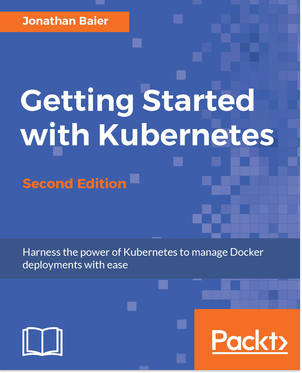 Jonathan Baier
Getting Started
with Kubernetes
Second Edition
Harness the power of Kubernetes to manage Docker
deployments with ease
Packt>